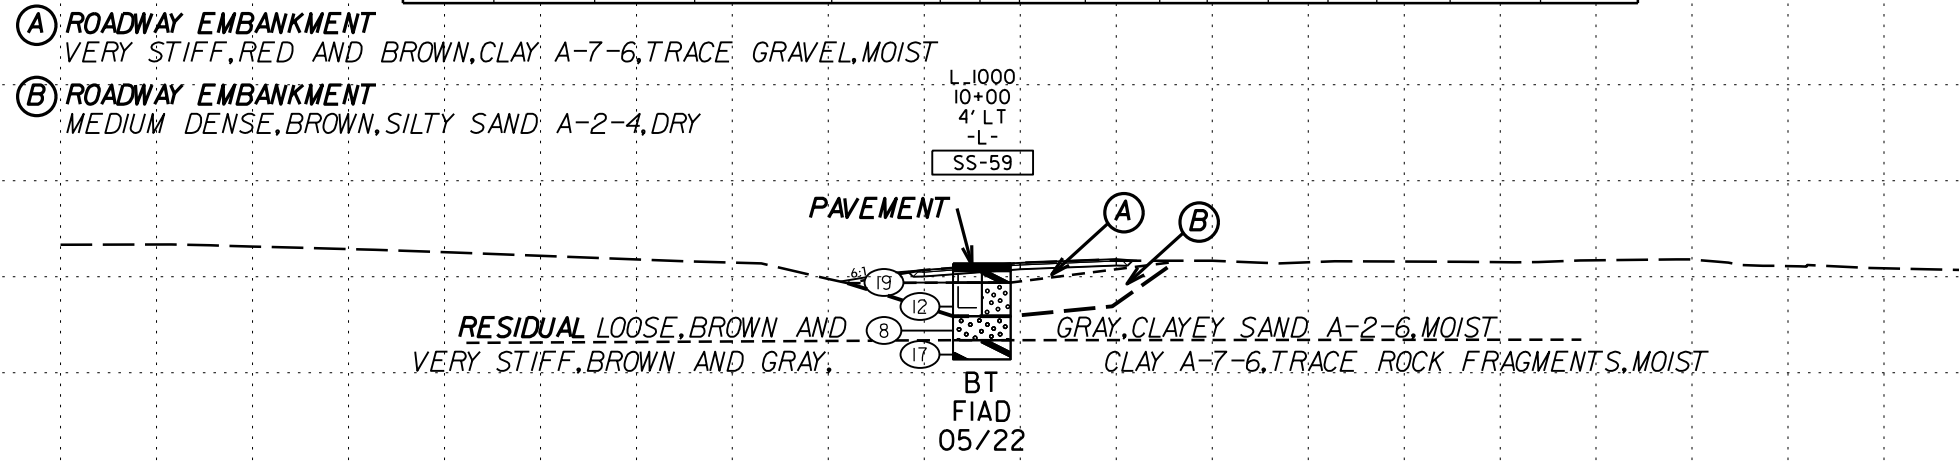 A ROADWAY EMBANKMENT
VERY STIFF, RED AND BROWN, CLAY A-7-6, TRACE GRAVEL, MOIST
B ROADWAY EMBANKMENT
MEDIUM DENSE, BROWN, SILTY SAND A-2-4, DRY
L_1000
10+00
4' LT
-L-
SS-59
PAVEMENT
A
B
6:1
19
12
8
17
RESIDUAL LOOSE, BROWN AND GRAY, CLAYEY SAND A-2-6, MOIST
VERY STIFF, BROWN AND GRAY, CLAY A-7-6, TRACE ROCK FRAGMENTS, MOIST
BT
FIAD
05/22